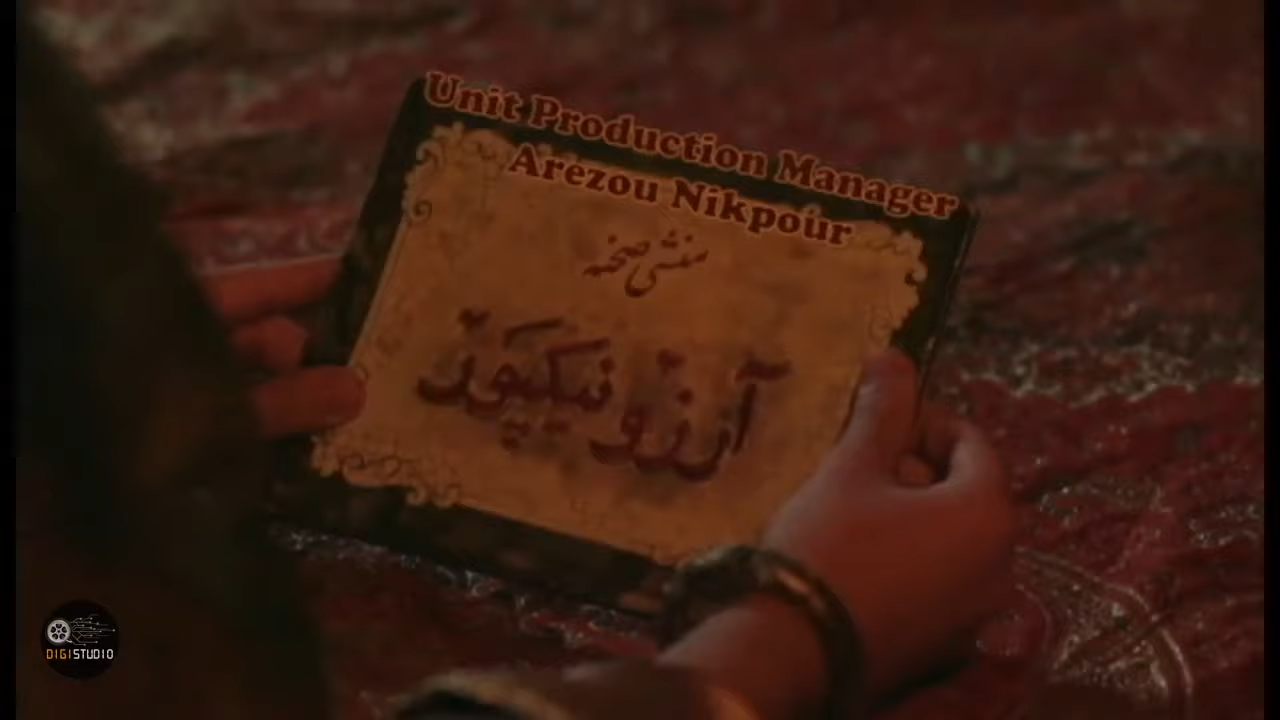 Unit Production Manager
Arezou Nikpour
منشی صحنه
آرزو نیکپور
DIGISTUDIO